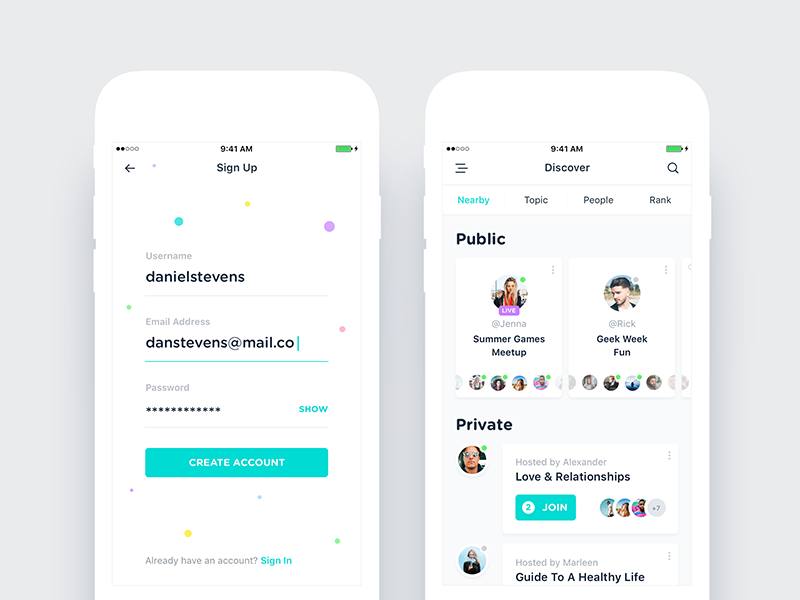 9:41 AM
Sign Up
Username
danielstevens
Email Address
danstevens@mail.co
Password
************
SHOW
CREATE ACCOUNT
Already have an account? Sign In
9:41 AM
Discover
Nearby Topic People Rank
Public
LIVE
@Jenna
Summer Games
Meetup
@Rick
Geek Week
Fun
Private
Hosted by Alexander
Love & Relationships
2 JOIN
+7
Hosted by Marleen
Guide To A Healthy Life